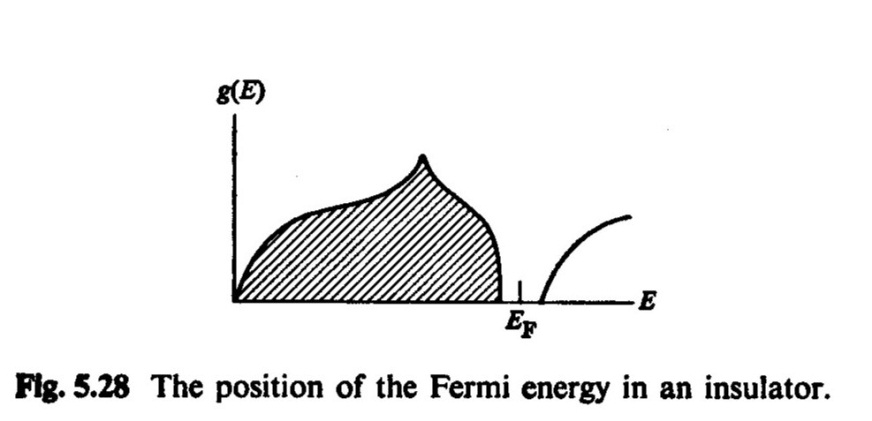 g(E)
E
E_F
Fig. 5.28 The position of the Fermi energy in an insulator.